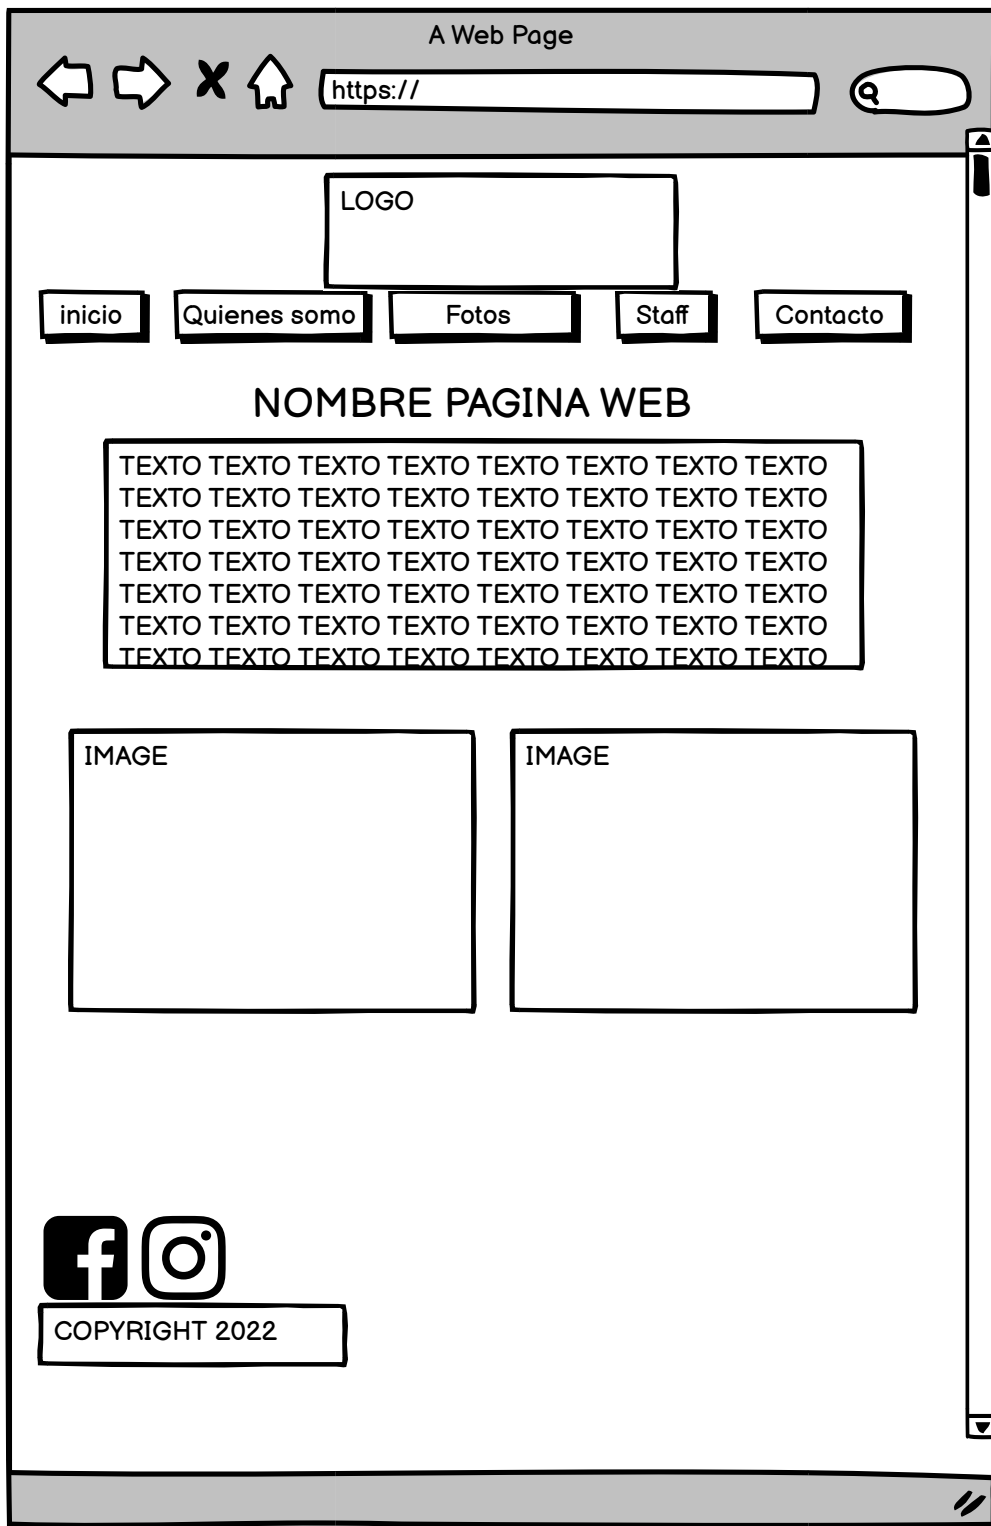 A Web Page
https://
LOGO
inicio
Quienes somo
Fotos
Staff
Contacto
NOMBRE PAGINA WEB
TEXTO TEXTO TEXTO TEXTO TEXTO TEXTO TEXTO TEXTO
TEXTO TEXTO TEXTO TEXTO TEXTO TEXTO TEXTO TEXTO
TEXTO TEXTO TEXTO TEXTO TEXTO TEXTO TEXTO TEXTO
TEXTO TEXTO TEXTO TEXTO TEXTO TEXTO TEXTO TEXTO
TEXTO TEXTO TEXTO TEXTO TEXTO TEXTO TEXTO TEXTO
TEXTO TEXTO TEXTO TEXTO TEXTO TEXTO TEXTO TEXTO
TEXTO TEXTO TEXTO TEXTO TEXTO TEXTO TEXTO TEXTO
IMAGE
IMAGE
COPYRIGHT 2022